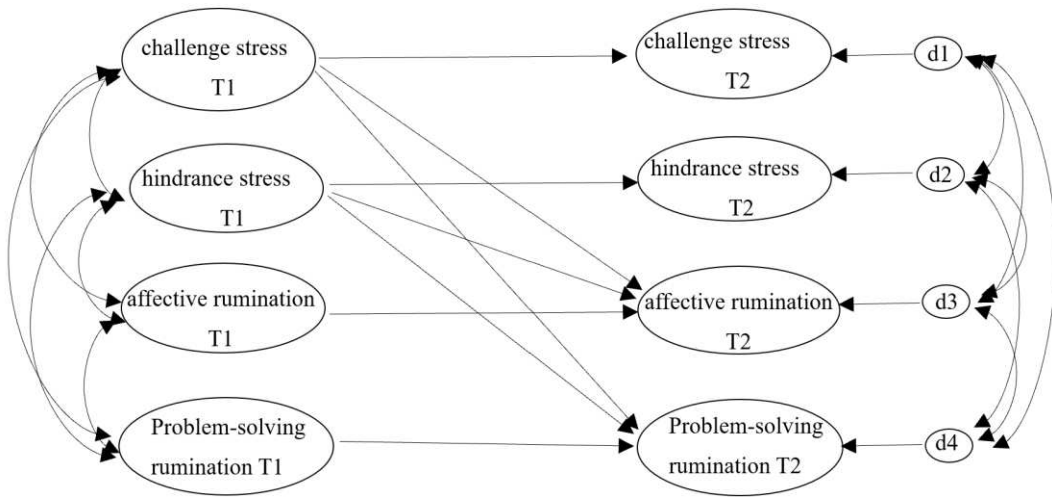 challenge stress
T1
challenge stress
T2
d1
hindrance stress
T1
hindrance stress
T2
d2
affective rumination
T1
affective rumination
T2
d3
Problem-solving
rumination T1
Problem-solving
rumination T2
d4